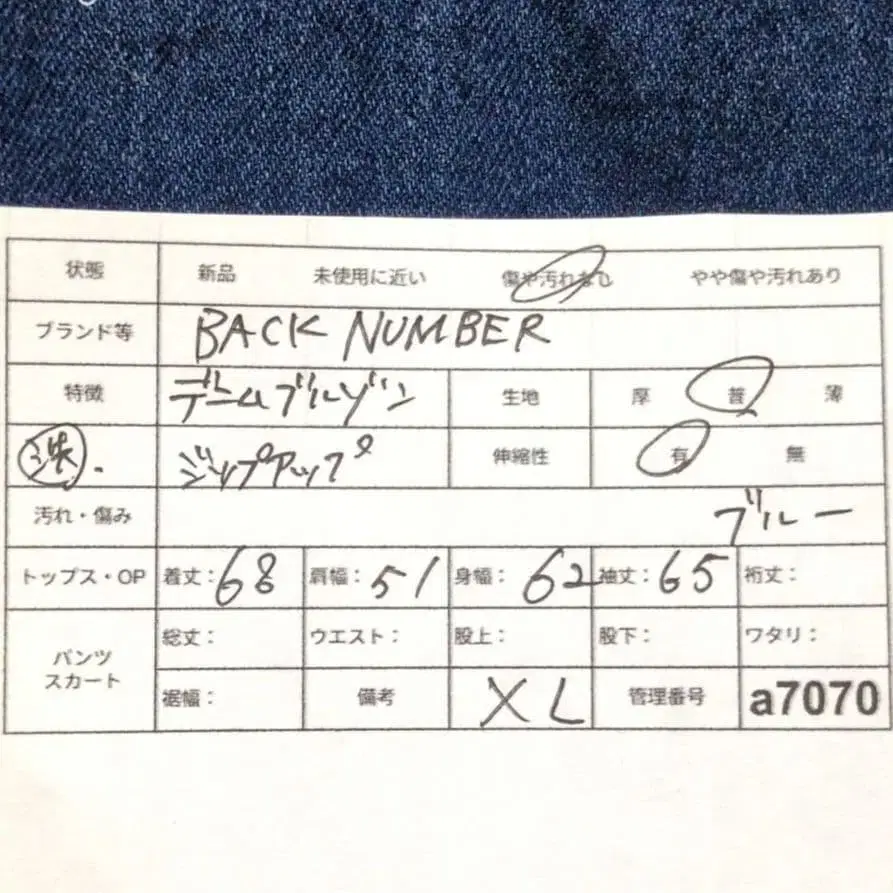 状態 新品 未使用に近い 傷や汚れなし やや傷や汚れあり
ブランド等 BACK NUMBER
特徴 デニムブルゾン 生地 厚 普 薄
洗 ジップアップ 伸縮性 有 無
汚れ・傷み ブルー
トップス・OP 着丈：68 肩幅：51 身幅：62 袖丈：65 裄丈：
パンツ スカート 総丈： ウエスト： 股上： 股下： ワタリ：
裾幅： 備考 XL 管理番号 a7070